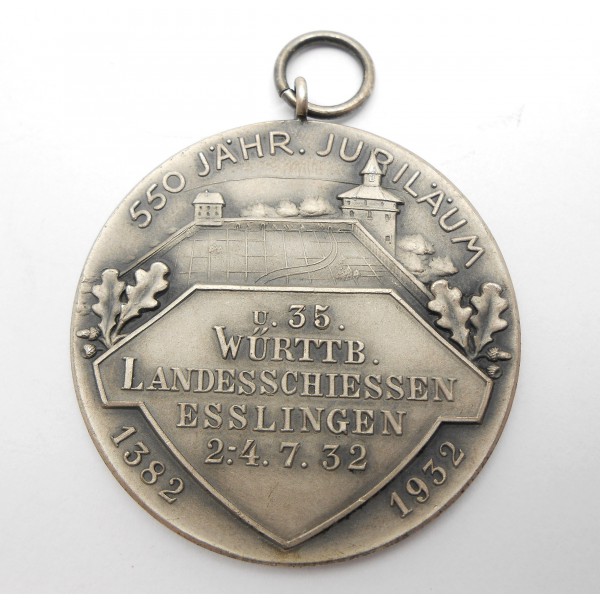 550 JÄHR. JUBILÄUM
u. 35.
WÜRTTB.
LANDESSCHIESSEN
ESSLINGEN
2.-4. 7. 32
1382
1932